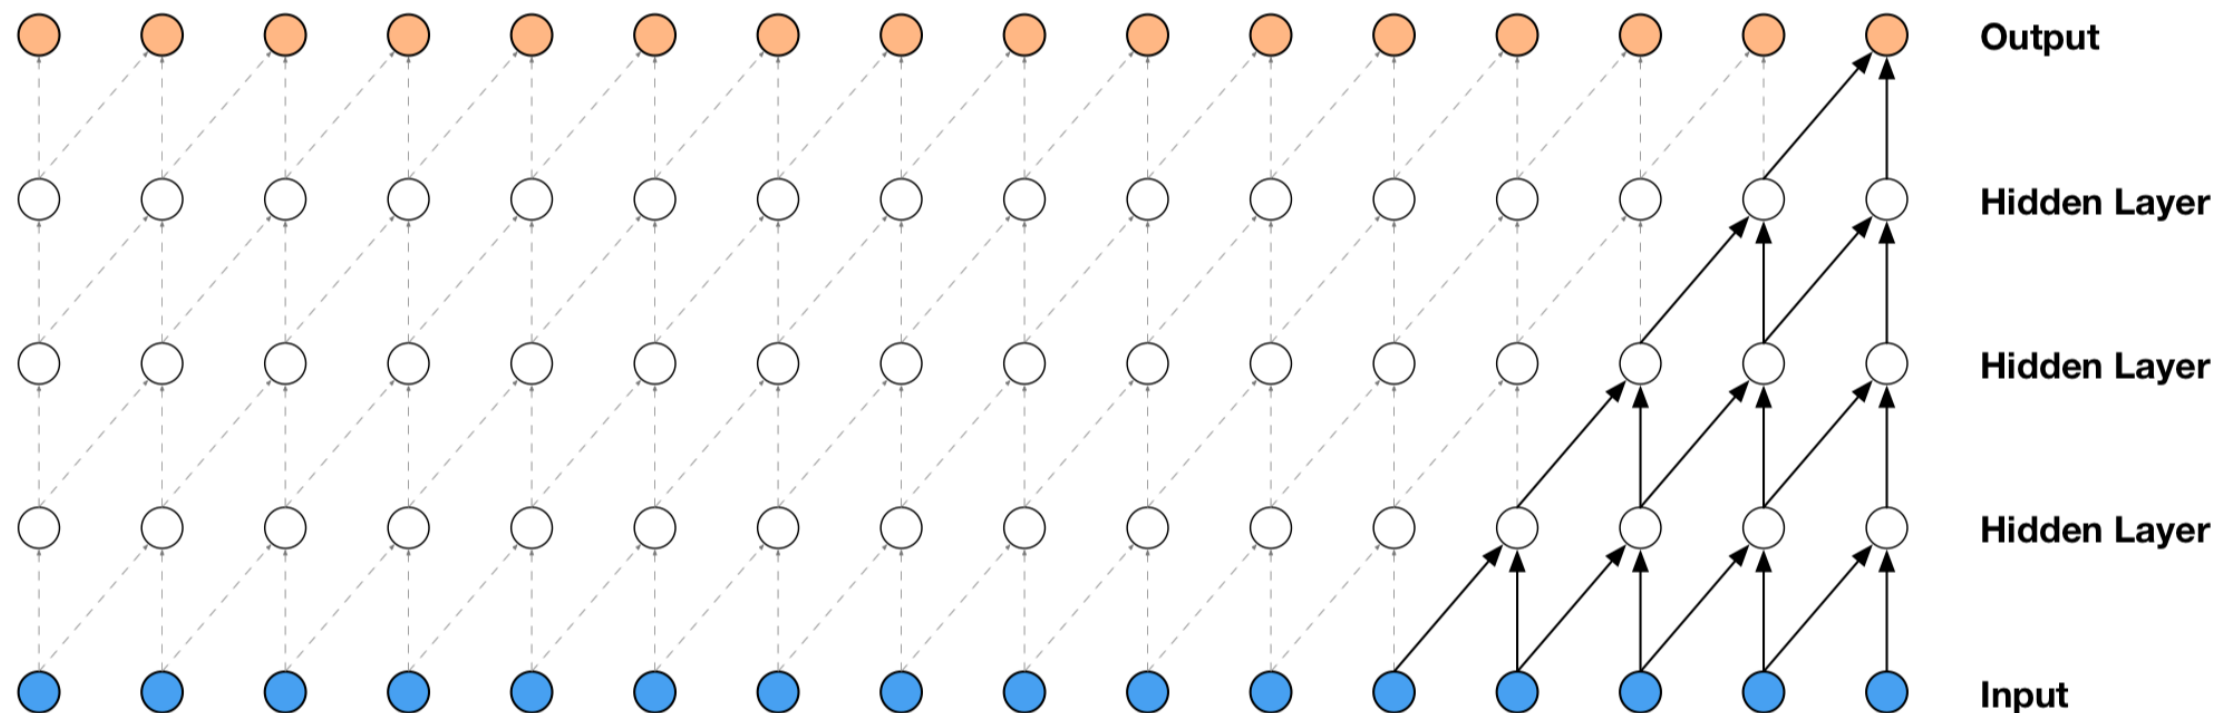 Output
Hidden Layer
Hidden Layer
Hidden Layer
Input